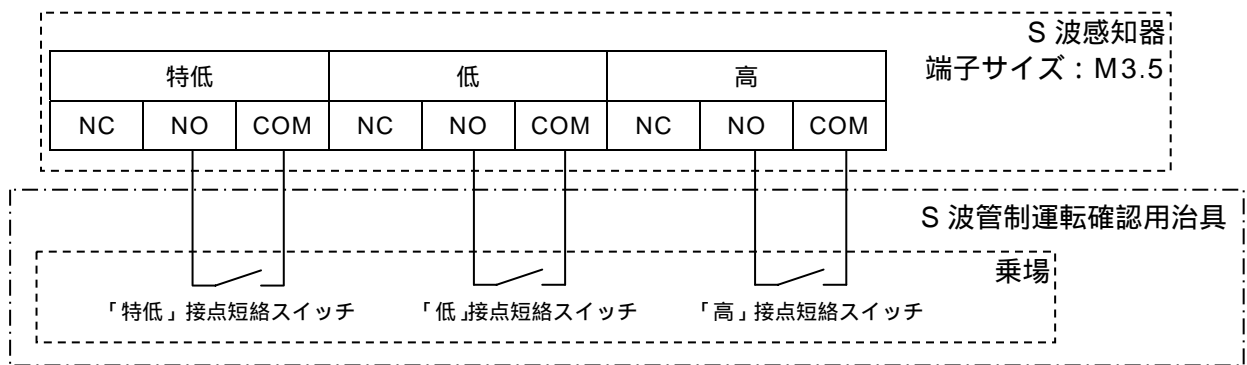 S 波感知器
端子サイズ：M3.5
特低 低 高
NC NO COM NC NO COM NC NO COM
S 波管制運転確認用治具
乗場
「特低」接点短絡スイッチ 「低」接点短絡スイッチ 「高」接点短絡スイッチ